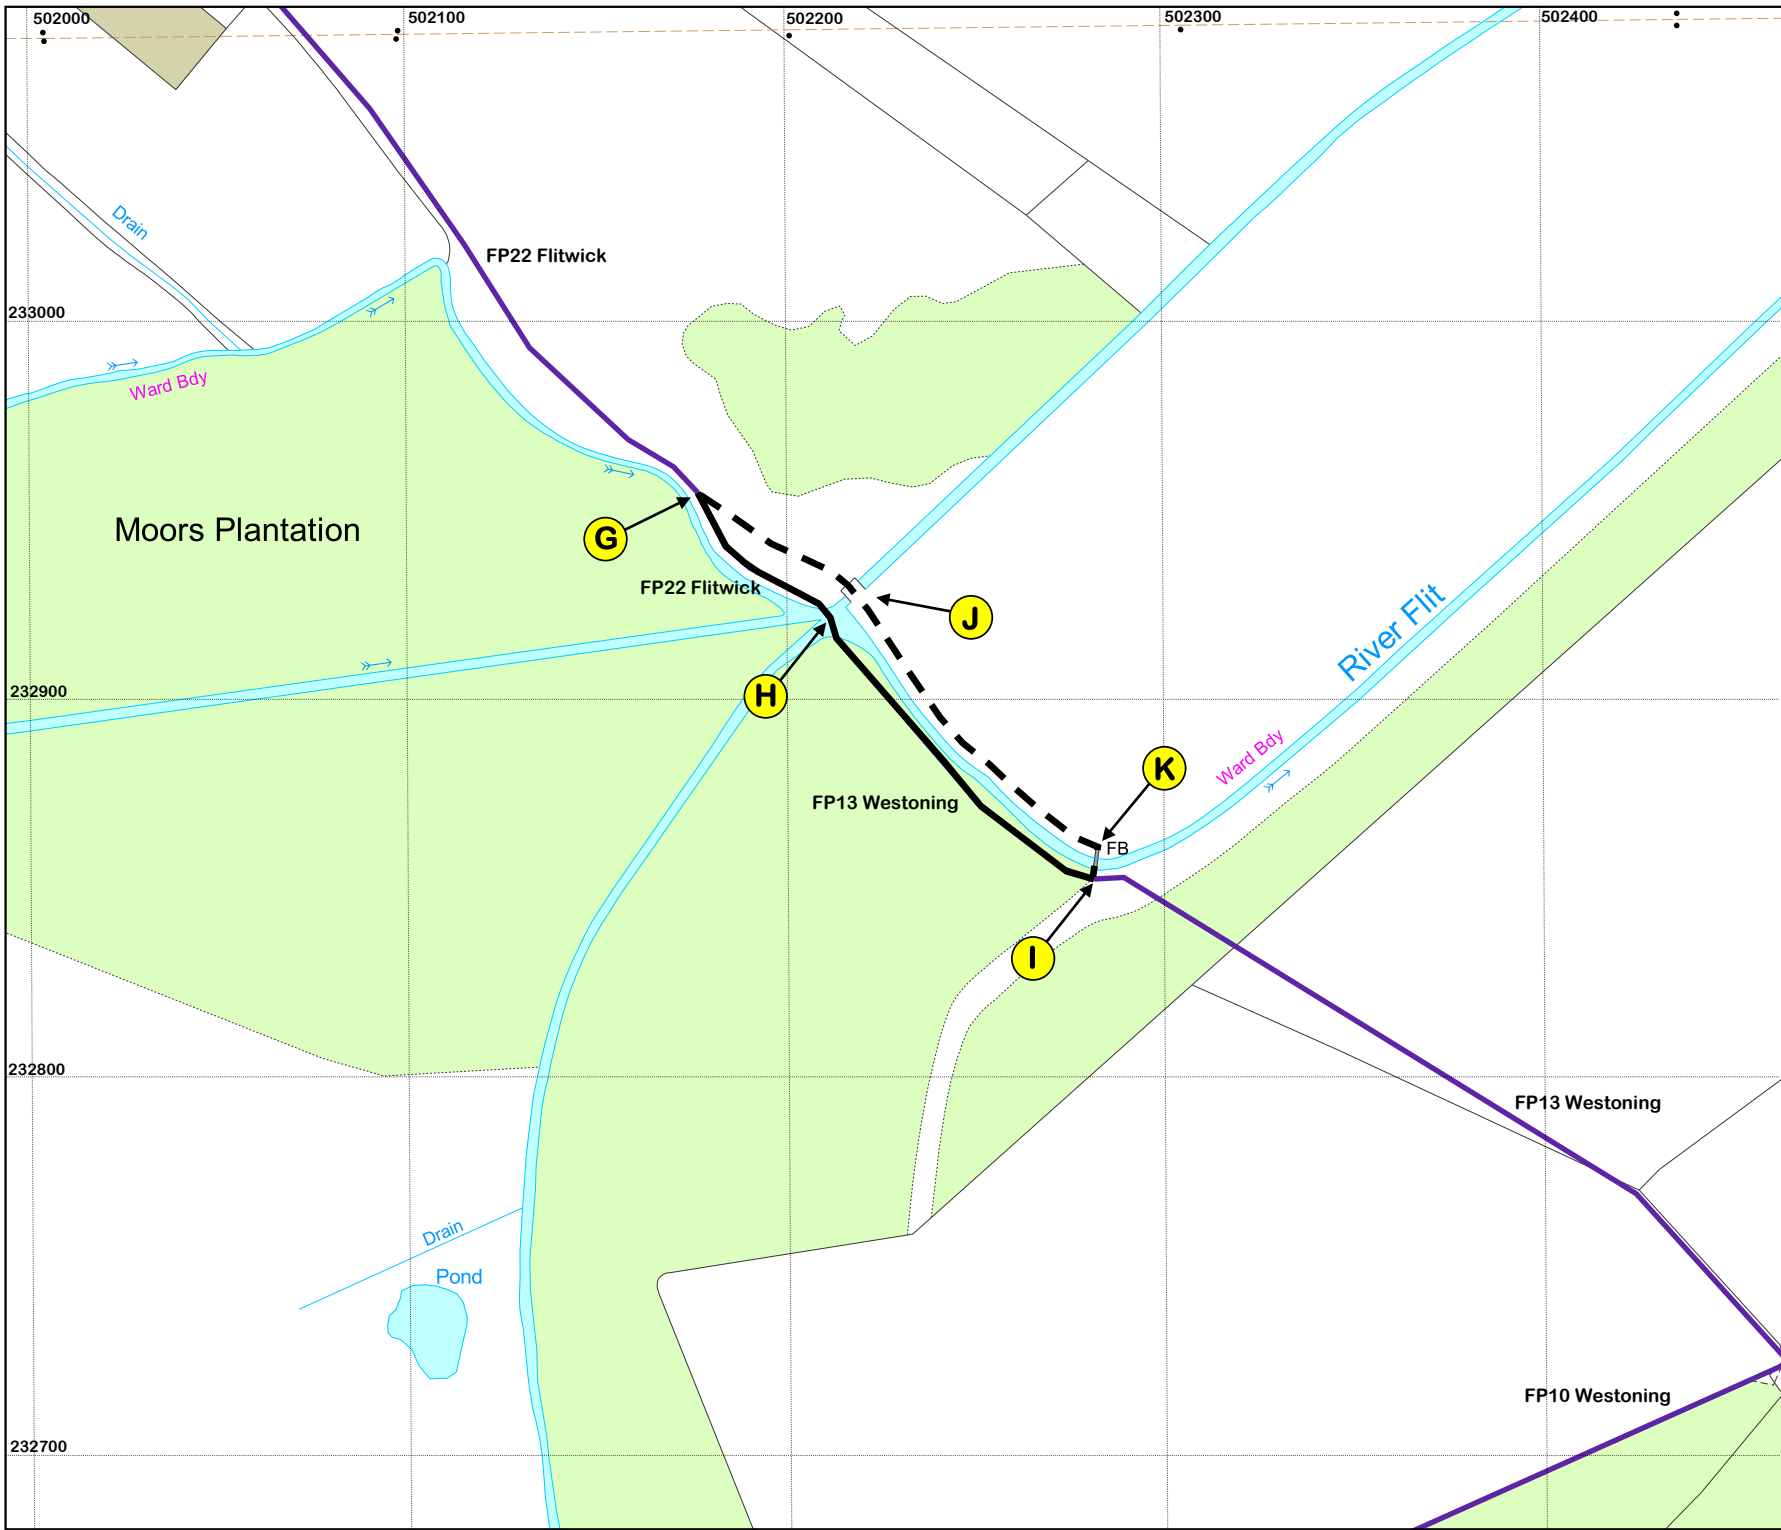 502000
502100
502200
502300
502400
Drain
FP22 Flitwick
233000
Ward Bdy
Moors Plantation
G
FP22 Flitwick
J
River Flit
232900
H
Ward Bdy
K
FP13 Westoning
FB
I
232800
FP13 Westoning
Drain
Pond
FP10 Westoning
232700